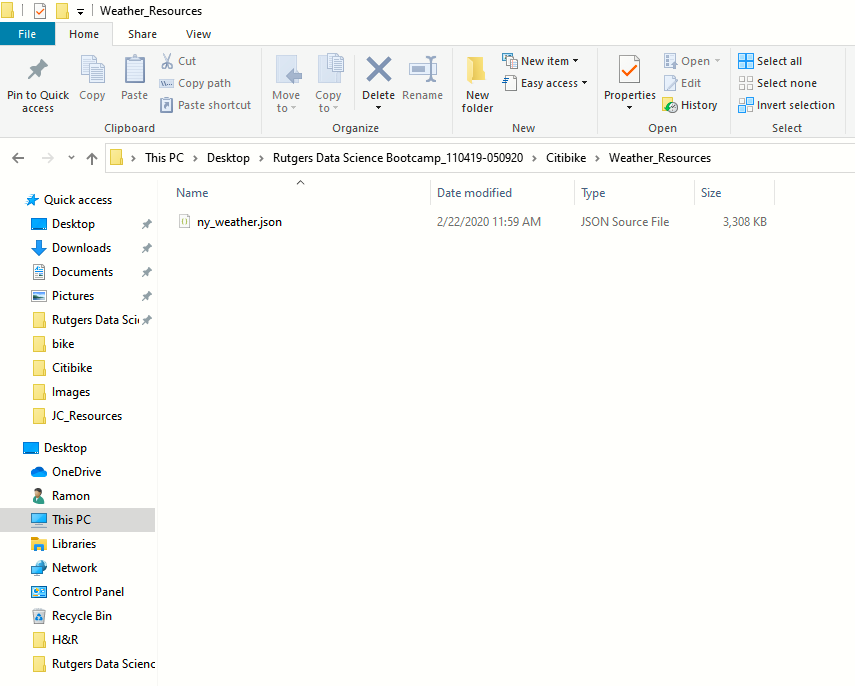 Weather_Resources
File Home Share View
Pin to Quick access
Copy
Paste
Cut
Copy path
Paste shortcut
Clipboard
Move to
Copy to
Delete
Rename
Organize
New folder
New item
Easy access
New
Properties
Open
Edit
History
Open
Select all
Select none
Invert selection
Select
This PC > Desktop > Rutgers Data Science Bootcamp_110419-050920 > Citibike > Weather_Resources
Name Date modified Type Size
ny_weather.json 2/22/2020 11:59 AM JSON Source File 3,308 KB
Quick access
Desktop
Downloads
Documents
Pictures
Rutgers Data Sci
bike
Citibike
Images
JC_Resources
Desktop
OneDrive
Ramon
This PC
Libraries
Network
Control Panel
Recycle Bin
H&R
Rutgers Data Scienc